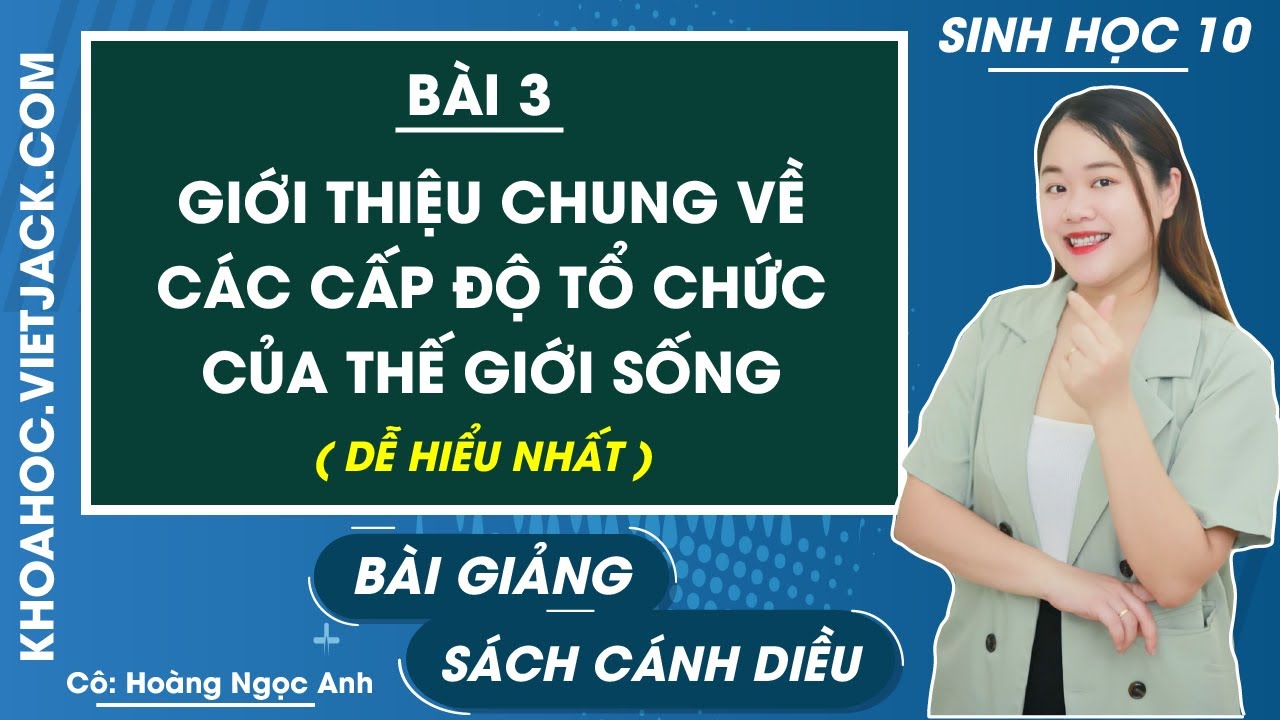 KHOAHOC.VIETJACK.COM
SINH HỌC 10
BÀI 3
GIỚI THIỆU CHUNG VỀ
CÁC CẤP ĐỘ TỔ CHỨC
CỦA THẾ GIỚI SỐNG
( DỄ HIỂU NHẤT )
BÀI GIẢNG
SÁCH CÁNH DIỀU
Cô: Hoàng Ngọc Anh